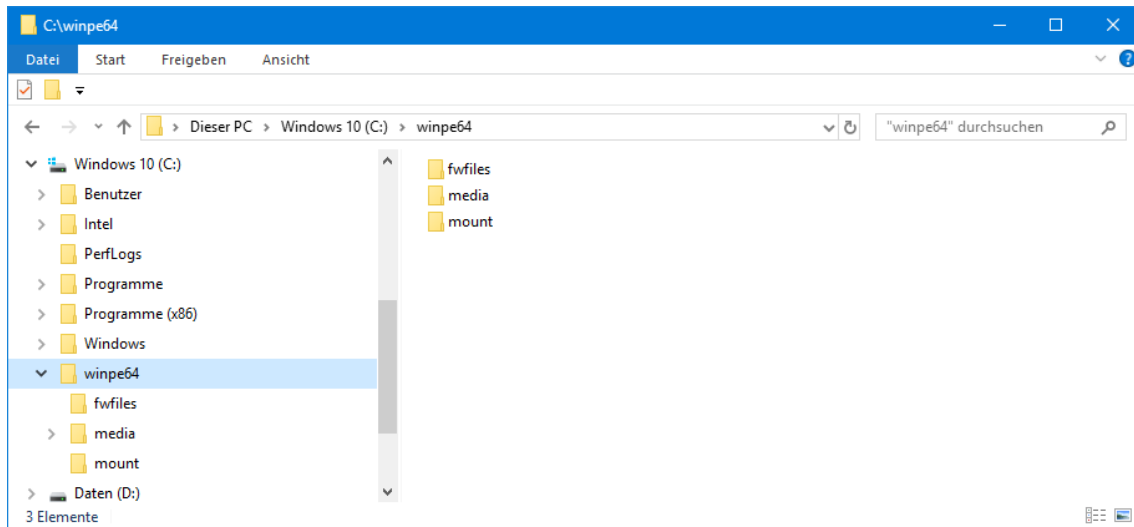 C:\winpe64
Datei Start Freigeben Ansicht
Dieser PC > Windows 10 (C:) > winpe64
"winpe64" durchsuchen
Windows 10 (C:)
Benutzer
Intel
PerfLogs
Programme
Programme (x86)
Windows
winpe64
fwfiles
media
mount
Daten (D:)
fwfiles
media
mount
3 Elemente